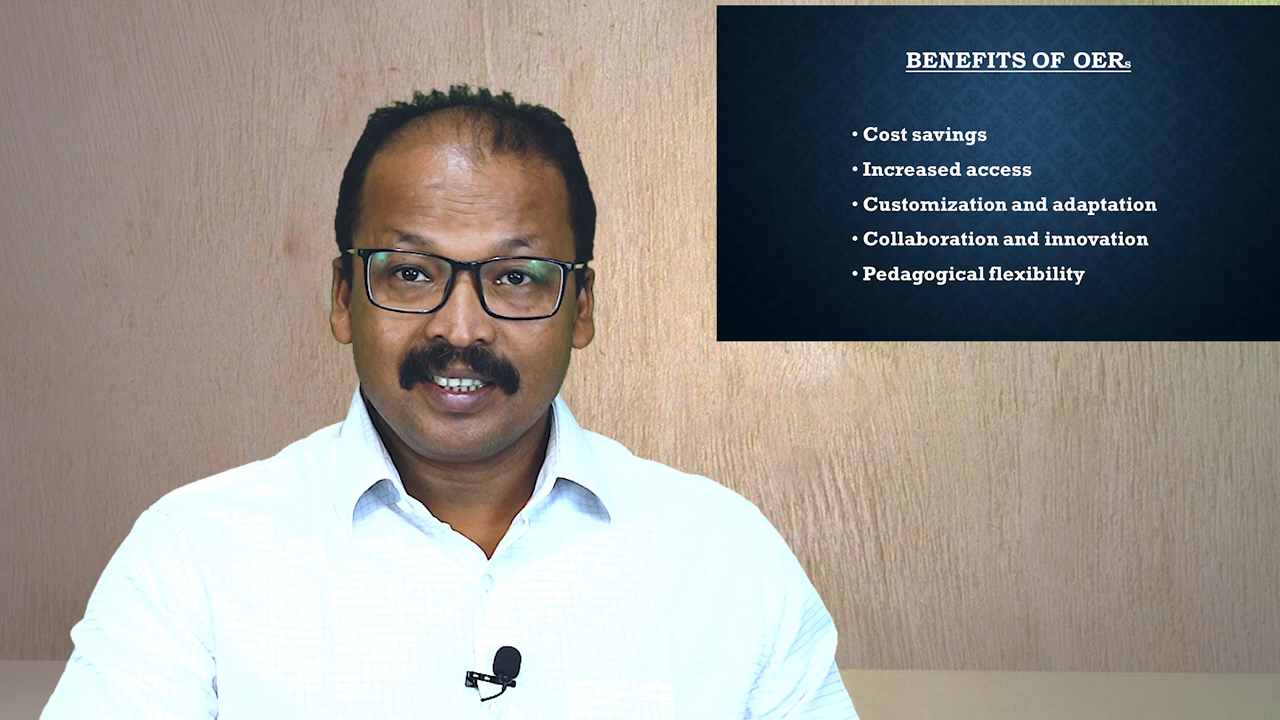 BENEFITS OF OERs
• Cost savings
• Increased access
• Customization and adaptation
• Collaboration and innovation
• Pedagogical flexibility